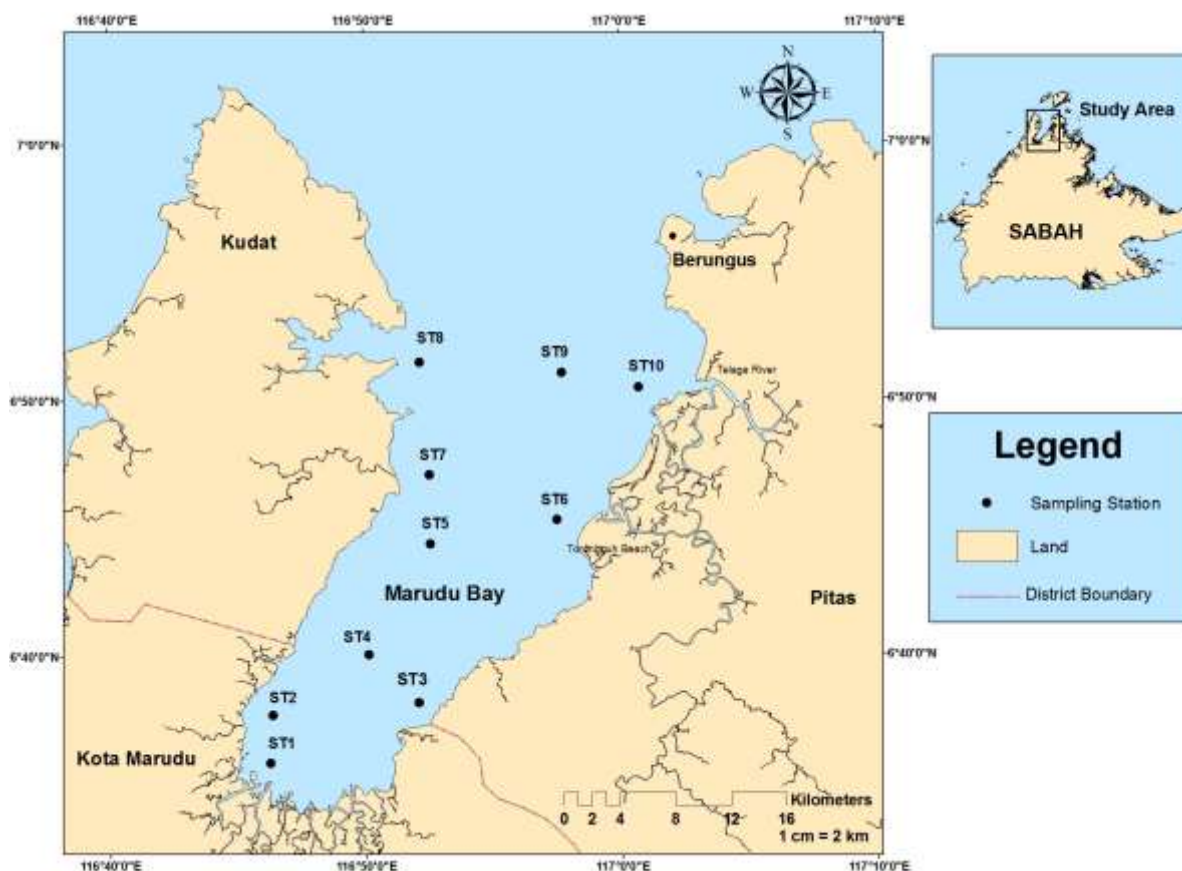 116°40'0"E 116°50'0"E 117°0'0"E 117°10'0"E
N
W E
S
Study Area
SABAH
7°0'0"N 7°0'0"N
Kudat
Berungus
ST8 ST9 ST10
Telaga River
6°50'0"N 6°50'0"N
Legend
Sampling Station
Land
District Boundary
ST7
ST6
ST5
Marudu Bay
Pitas
ST4
6°40'0"N 6°40'0"N
ST3
ST2
ST1
Kota Marudu
Kilometers
0 2 4 8 12 16
1 cm = 2 km
116°40'0"E 116°50'0"E 117°0'0"E 117°10'0"E